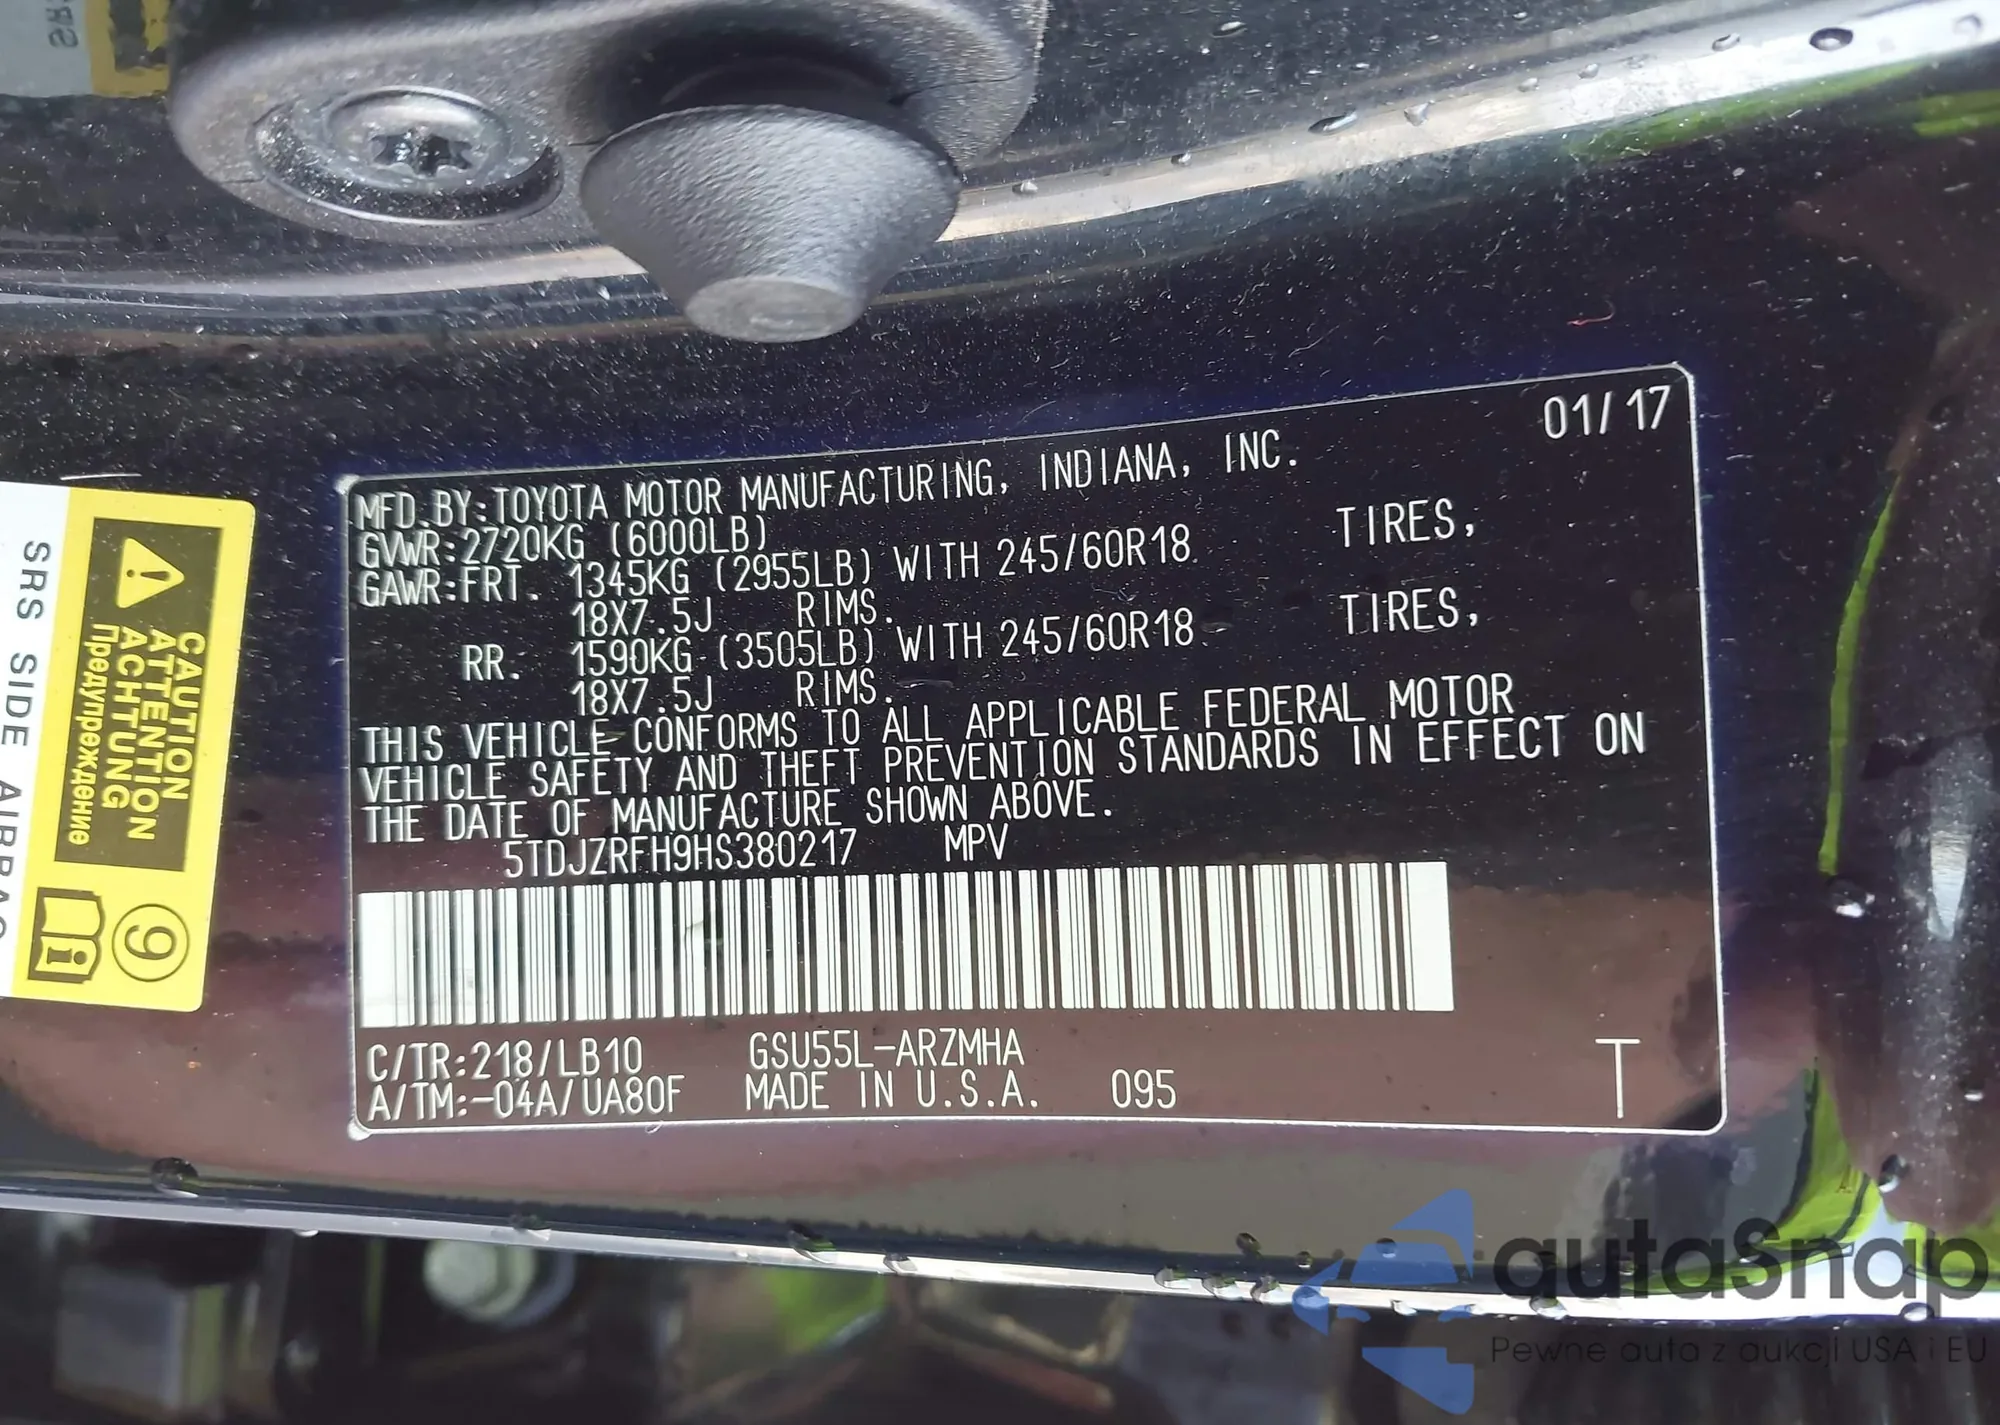 01/17
MFD.BY:TOYOTA MOTOR MANUFACTURING, INDIANA, INC.
GVWR:2720KG (6000LB)
GAWR:FRT. 1345KG (2955LB) WITH 245/60R18 TIRES,
18X7.5J RIMS.
RR. 1590KG (3505LB) WITH 245/60R18 TIRES,
18X7.5J RIMS.
THIS VEHICLE CONFORMS TO ALL APPLICABLE FEDERAL MOTOR
VEHICLE SAFETY AND THEFT PREVENTION STANDARDS IN EFFECT ON
THE DATE OF MANUFACTURE SHOWN ABOVE.
5TDJZRFH9HS380217 MPV
C/TR:218/LB10 GSU55L-ARZMHA
A/TM:-04A/UA80F MADE IN U.S.A. 095 T
CAUTION
ATTENTION
ACHTUNG
Предупреждение
9
i
SRS SIDE AIRBAG
SRS
autaSnap
Pewne auta z aukcji USA i EU